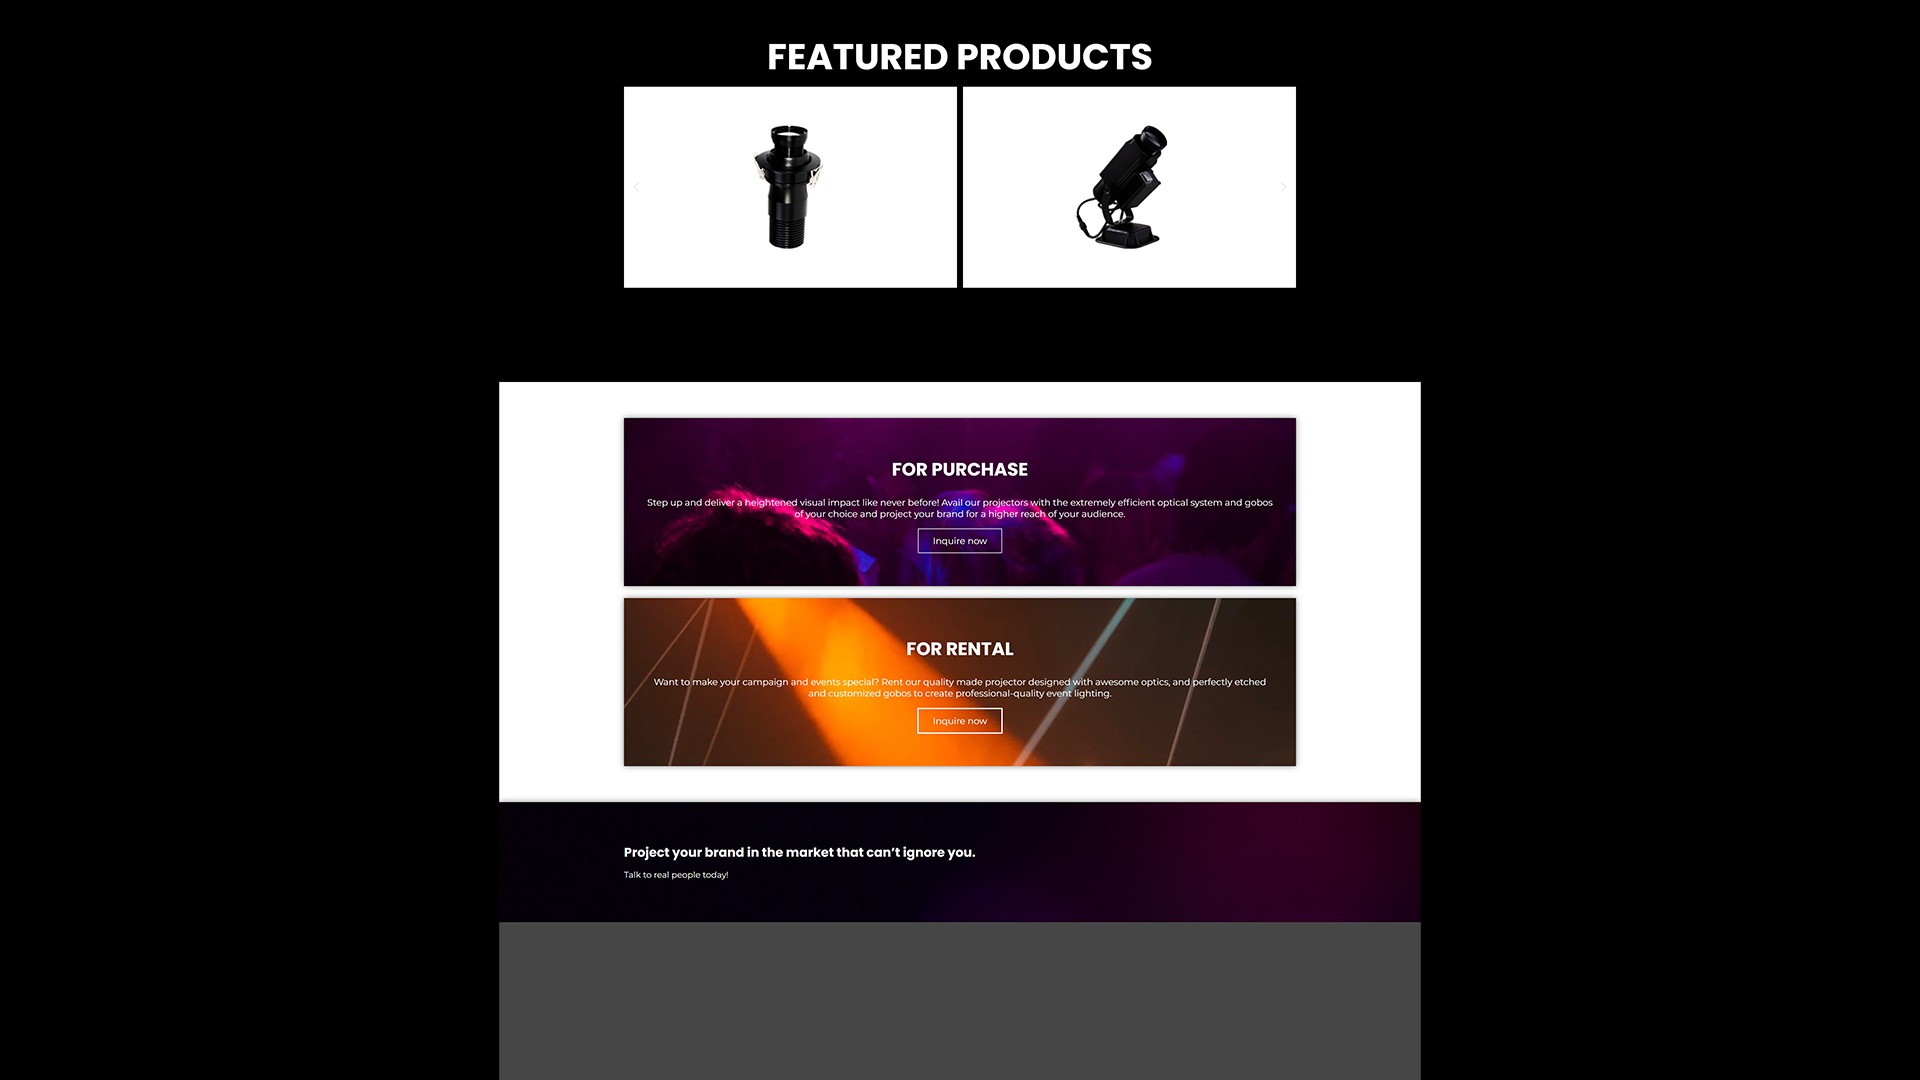 FEATURED PRODUCTS
FOR PURCHASE
Step up and deliver a heightened visual impact like never before! Avail our projectors with the extremely efficient optical system and gobos
of your choice and project your brand for a higher reach of your audience.
Inquire now
FOR RENTAL
Want to make your campaign and events special? Rent our quality made projector designed with awesome optics, and perfectly etched
and customized gobos to create professional-quality event lighting.
Inquire now
Project your brand in the market that can’t ignore you.
Talk to real people today!